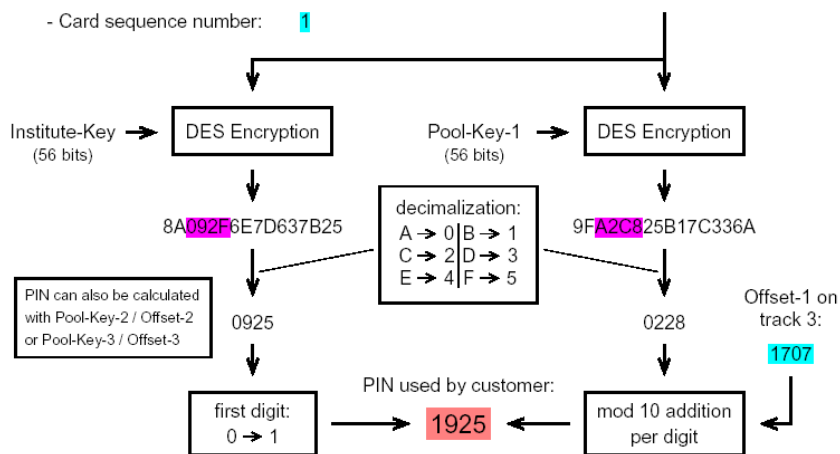 - Card sequence number: 1
Institute-Key
(56 bits)
DES Encryption
Pool-Key-1
(56 bits)
DES Encryption
8A092F6E7D637B25
decimalization:
A → 0 B → 1
C → 2 D → 3
E → 4 F → 5
9FA2C825B17C336A
PIN can also be calculated
with Pool-Key-2 / Offset-2
or Pool-Key-3 / Offset-3
0925
0228
Offset-1 on
track 3:
1707
first digit:
0 → 1
PIN used by customer:
1925
mod 10 addition
per digit